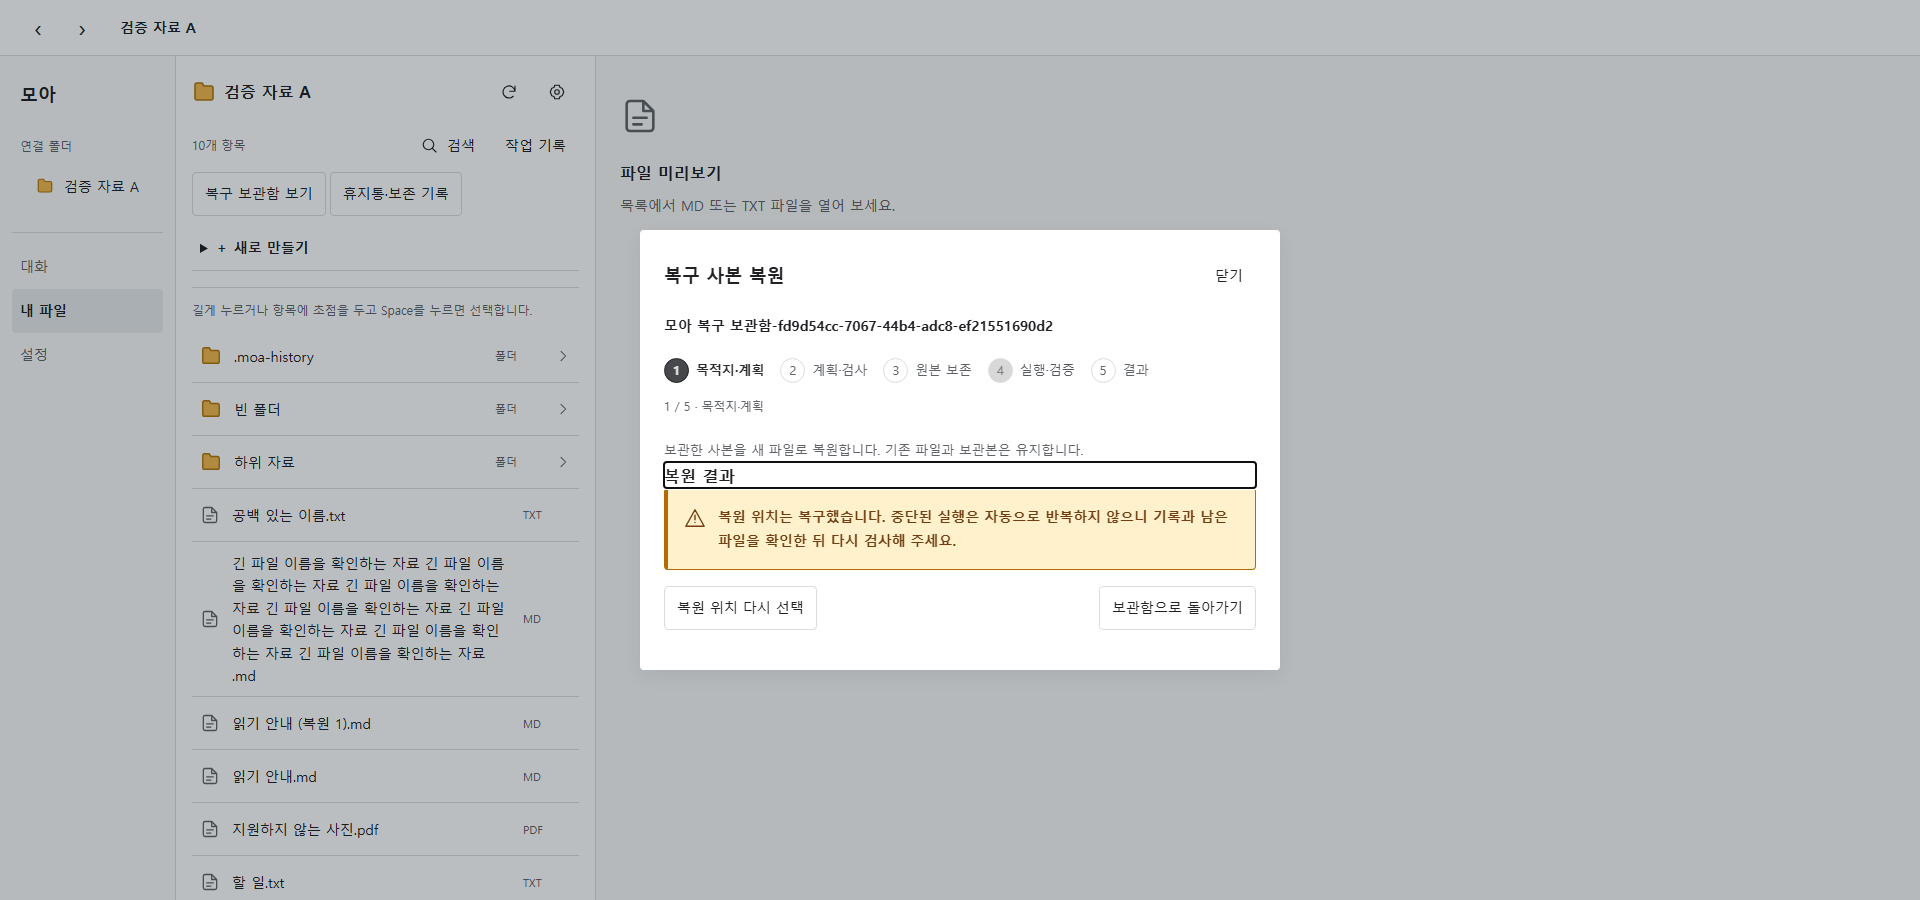 검증 자료 A
모아
연결 폴더
검증 자료 A
대화
내 파일
설정
검증 자료 A
10개 항목
검색
작업 기록
복구 보관함 보기
휴지통·보존 기록
+ 새로 만들기
길게 누르거나 항목에 초점을 두고 Space를 누르면 선택합니다.
.moa-history
폴더
빈 폴더
폴더
하위 자료
폴더
공백 있는 이름.txt
TXT
긴 파일 이름을 확인하는 자료 긴 파일 이름
을 확인하는 자료 긴 파일 이름을 확인하는
자료 긴 파일 이름을 확인하는 자료 긴 파일
이름을 확인하는 자료 긴 파일 이름을 확인
하는 자료 긴 파일 이름을 확인하는 자료
.md
MD
읽기 안내 (복원 1).md
MD
읽기 안내.md
MD
지원하지 않는 사진.pdf
PDF
할 일.txt
TXT
파일 미리보기
목록에서 MD 또는 TXT 파일을 열어 보세요.
복구 사본 복원
닫기
모아 복구 보관함-fd9d54cc-7067-44b4-adc8-ef21551690d2
1 목적지·계획
2 계획·검사
3 원본 보존
4 실행·검증
5 결과
1 / 5 · 목적지·계획
보관한 사본을 새 파일로 복원합니다. 기존 파일과 보관본은 유지합니다.
복원 결과
복원 위치는 복구했습니다. 중단된 실행은 자동으로 반복하지 않으니 기록과 남은
파일을 확인한 뒤 다시 검사해 주세요.
복원 위치 다시 선택
보관함으로 돌아가기